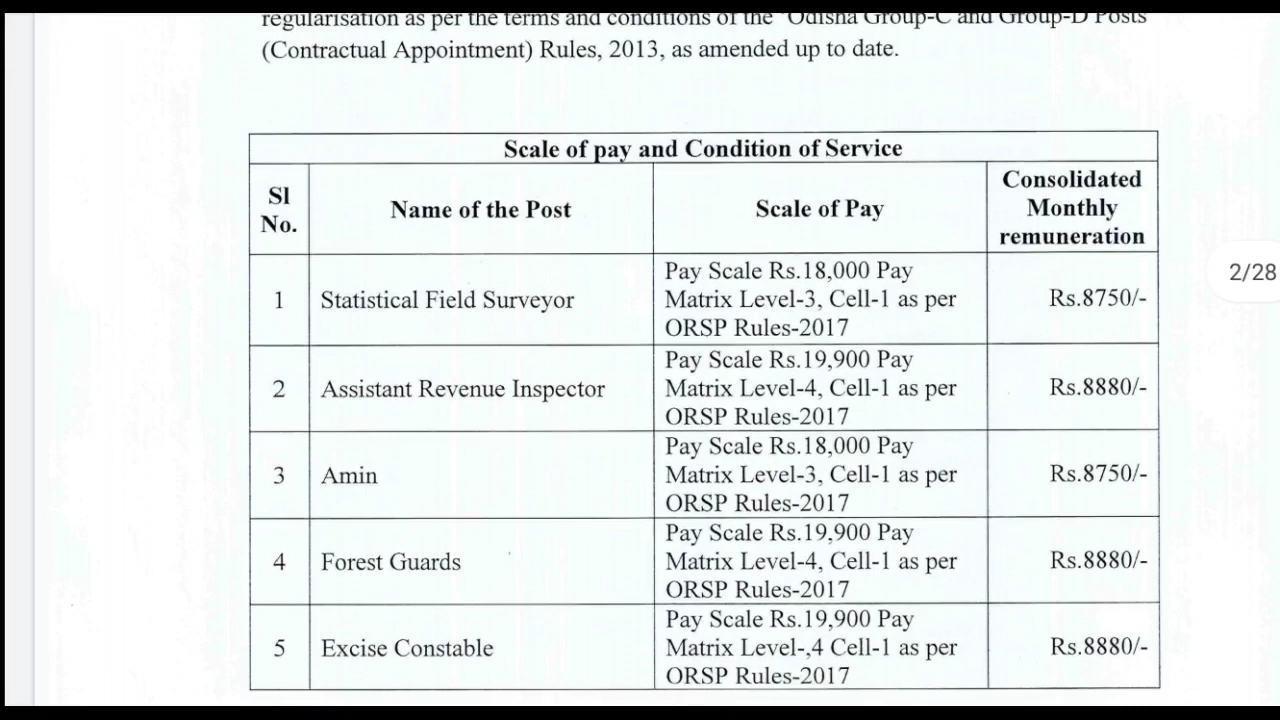 regularisation as per the terms and conditions of the "Odisha Group-C and Group-D Posts
(Contractual Appointment) Rules, 2013, as amended up to date.
Scale of pay and Condition of Service
Sl
No.
Name of the Post
Scale of Pay
Consolidated
Monthly
remuneration
1
Statistical Field Surveyor
Pay Scale Rs.18,000 Pay
Matrix Level-3, Cell-1 as per
ORSP Rules-2017
Rs.8750/-
2
Assistant Revenue Inspector
Pay Scale Rs.19,900 Pay
Matrix Level-4, Cell-1 as per
ORSP Rules-2017
Rs.8880/-
3
Amin
Pay Scale Rs.18,000 Pay
Matrix Level-3, Cell-1 as per
ORSP Rules-2017
Rs.8750/-
4
Forest Guards
Pay Scale Rs.19,900 Pay
Matrix Level-4, Cell-1 as per
ORSP Rules-2017
Rs.8880/-
5
Excise Constable
Pay Scale Rs.19,900 Pay
Matrix Level-,4 Cell-1 as per
ORSP Rules-2017
Rs.8880/-
2/28